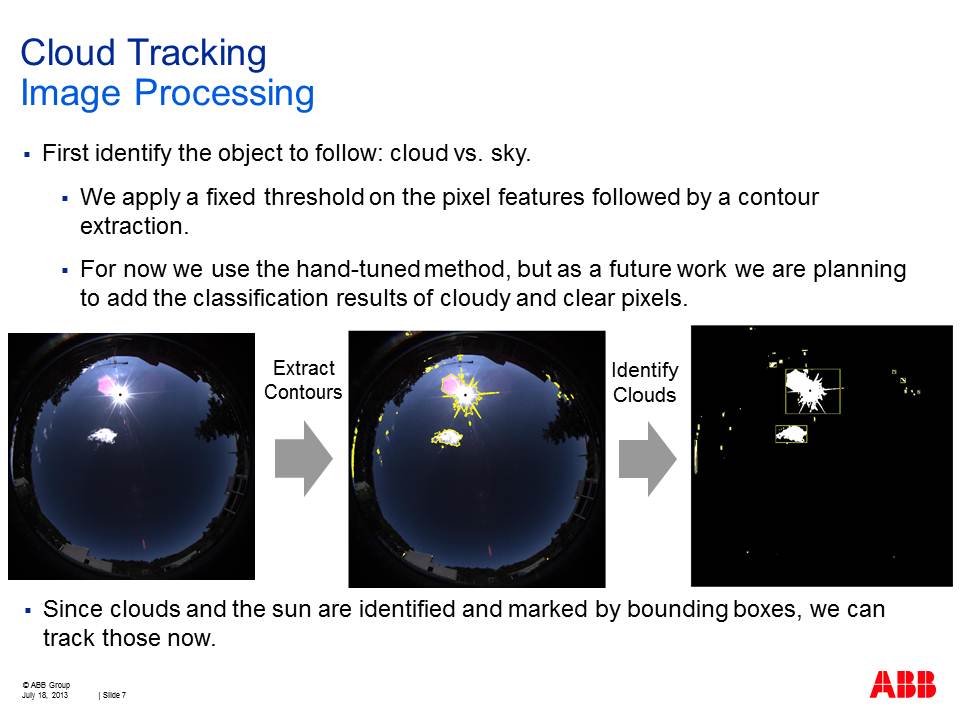 Cloud Tracking
Image Processing
▪ First identify the object to follow: cloud vs. sky.
▪ We apply a fixed threshold on the pixel features followed by a contour
extraction.
▪ For now we use the hand-tuned method, but as a future work we are planning
to add the classification results of cloudy and clear pixels.
Extract
Contours
Identify
Clouds
▪ Since clouds and the sun are identified and marked by bounding boxes, we can
track those now.
© ABB Group
July 18, 2013 | Slide 7
ABB